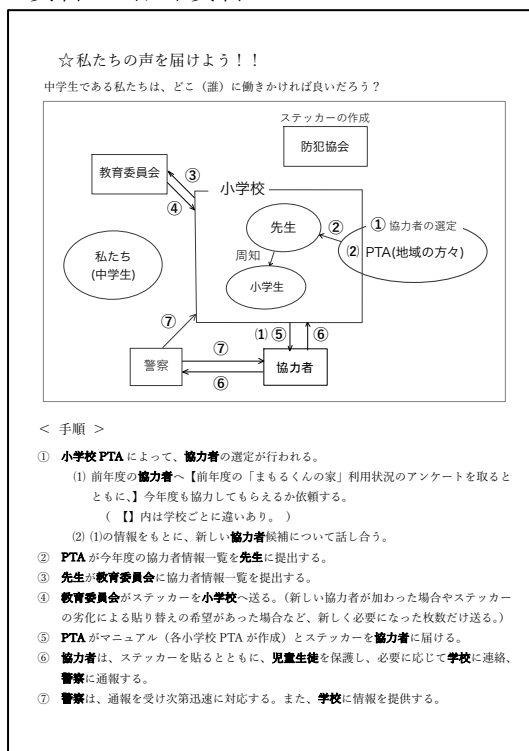 ☆私たちの声を届けよう！！
中学生である私たちは、どこ（誰）に働きかければ良いだろう？
ステッカーの作成
防犯協会
教育委員会
③
④
小学校
先生
②
① 協力者の選定
⑵ PTA(地域の方々)
周知
小学生
私たち
(中学生)
⑦
⑦
⑥
⑴ ⑤
⑥
警察
協力者
＜ 手順 ＞
① 小学校 PTA によって、協力者の選定が行われる。
⑴ 前年度の協力者へ【前年度の「まもるくんの家」利用状況のアンケートを取ると
ともに、】今年度も協力してもらえるか依頼する。
（ 【】内は学校ごとに違いあり。 ）
⑵ ⑴の情報をもとに、新しい協力者候補について話し合う。
② PTA が今年度の協力者情報一覧を先生に提出する。
③ 先生が教育委員会に協力者情報一覧を提出する。
④ 教育委員会がステッカーを小学校へ送る。（新しい協力者が加わった場合やステッカー
の劣化による貼り替えの希望があった場合など、新しく必要になった枚数だけ送る。）
⑤ PTA がマニュアル（各小学校 PTA が作成）とステッカーを協力者に届ける。
⑥ 協力者は、ステッカーを貼るとともに、児童生徒を保護し、必要に応じて学校に連絡、
警察に通報する。
⑦ 警察は、通報を受け次第迅速に対応する。また、学校に情報を提供する。